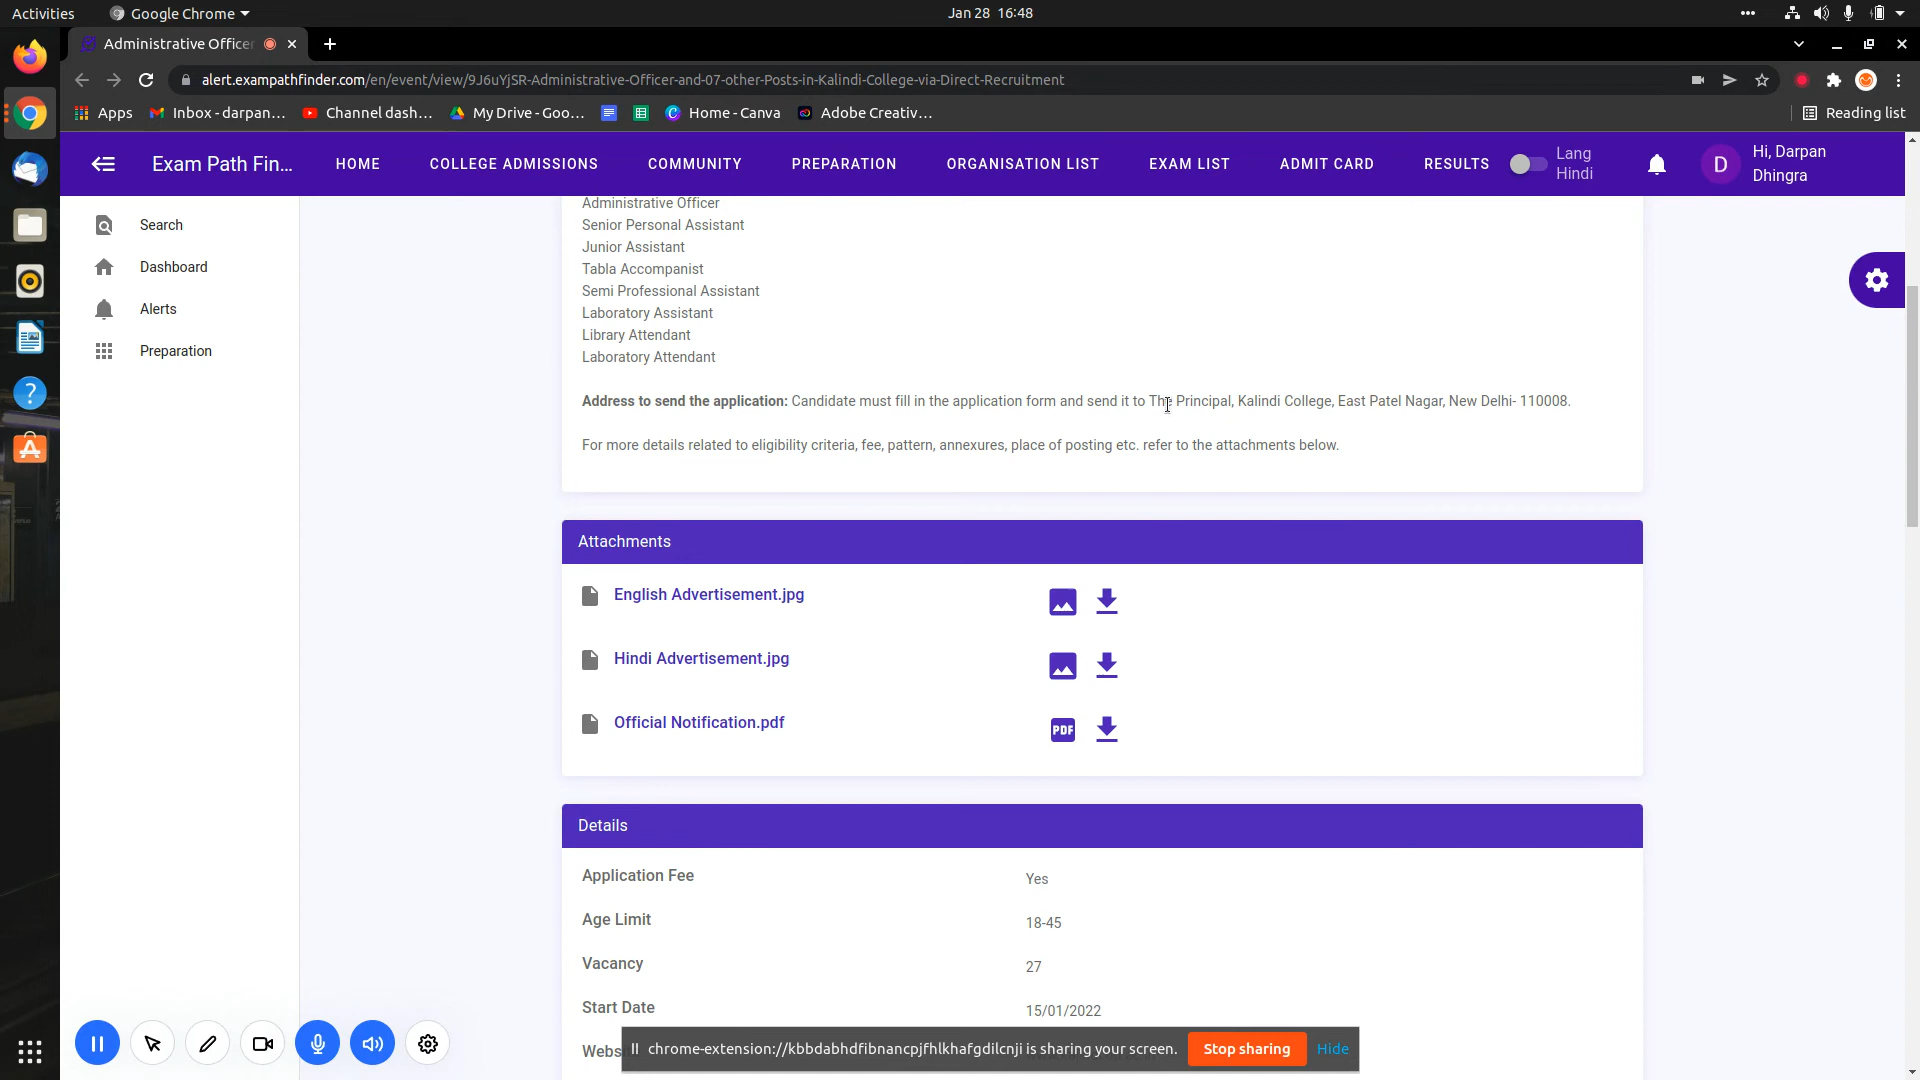 Activities
Google Chrome
Jan 28 16:48
Administrative Officer
alert.exampathfinder.com/en/event/view/9J6uYjSR-Administrative-Officer-and-07-other-Posts-in-Kalindi-College-via-Direct-Recruitment
Apps
Inbox - darpan...
Channel dash...
My Drive - Goo...
Home - Canva
Adobe Creativ...
Reading list
Exam Path Fin...
HOME
COLLEGE ADMISSIONS
COMMUNITY
PREPARATION
ORGANISATION LIST
EXAM LIST
ADMIT CARD
RESULTS
Lang
Hindi
D
Hi, Darpan
Dhingra
Search
Dashboard
Alerts
Preparation
Administrative Officer
Senior Personal Assistant
Junior Assistant
Tabla Accompanist
Semi Professional Assistant
Laboratory Assistant
Library Attendant
Laboratory Attendant
Address to send the application: Candidate must fill in the application form and send it to The Principal, Kalindi College, East Patel Nagar, New Delhi- 110008.
For more details related to eligibility criteria, fee, pattern, annexures, place of posting etc. refer to the attachments below.
Attachments
English Advertisement.jpg
Hindi Advertisement.jpg
Official Notification.pdf
PDF
Details
Application Fee
Yes
Age Limit
18-45
Vacancy
27
Start Date
15/01/2022
chrome-extension://kbbdabhdfibnancpjfhlkhafgdilcnji is sharing your screen.
Stop sharing
Hide